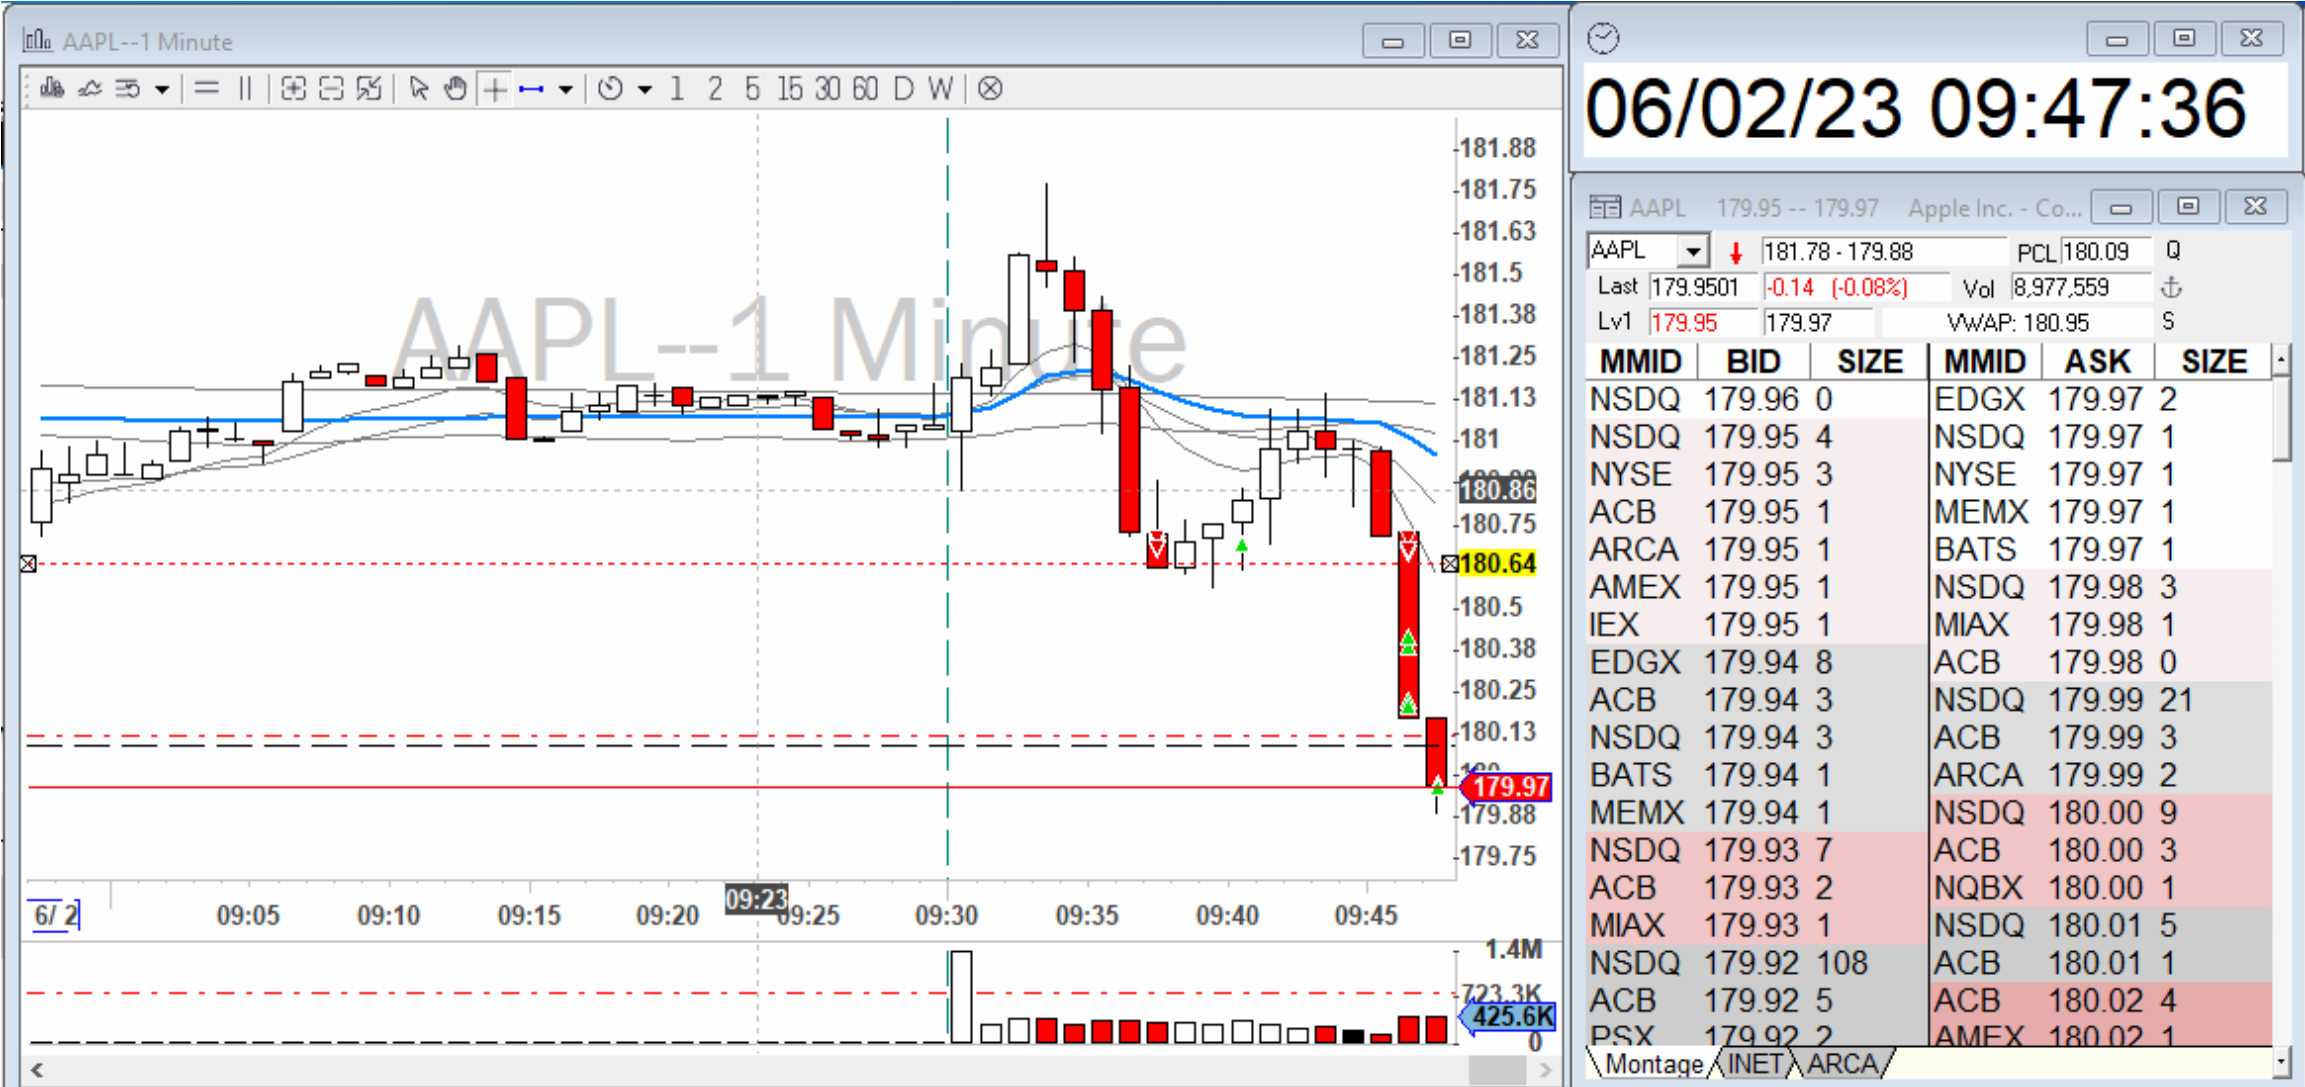 AAPL--1 Minute
1 2 5 15 30 60 D W
AAPL--1 Minute
181.88
181.75
181.63
181.5
181.38
181.25
181.13
181
180.86
180.75
180.64
180.5
180.38
180.25
180.13
179.97
179.88
179.75
6/ 2
09:05 09:10 09:15 09:20 09:23 09:25 09:30 09:35 09:40 09:45
1.4M
723.3K
425.6K
0
06/02/23 09:47:36
AAPL 179.95 -- 179.97 Apple Inc. - Co...
AAPL 181.78 - 179.88 PCL 180.09 Q
Last 179.9501 -0.14 (-0.08%) Vol 8,977,559
Lv1 179.95 179.97 VWAP: 180.95 S
MMID BID SIZE MMID ASK SIZE
NSDQ 179.96 0 EDGX 179.97 2
NSDQ 179.95 4 NSDQ 179.97 1
NYSE 179.95 3 NYSE 179.97 1
ACB 179.95 1 MEMX 179.97 1
ARCA 179.95 1 BATS 179.97 1
AMEX 179.95 1 NSDQ 179.98 3
IEX 179.95 1 MIAX 179.98 1
EDGX 179.94 8 ACB 179.98 0
ACB 179.94 3 NSDQ 179.99 21
NSDQ 179.94 3 ACB 179.99 3
BATS 179.94 1 ARCA 179.99 2
MEMX 179.94 1 NSDQ 180.00 9
NSDQ 179.93 7 ACB 180.00 3
ACB 179.93 2 NQBX 180.00 1
MIAX 179.93 1 NSDQ 180.01 5
NSDQ 179.92 108 ACB 180.01 1
ACB 179.92 5 ACB 180.02 4
PSX 179.92 2 AMEX 180.02 1
Montage INET ARCA